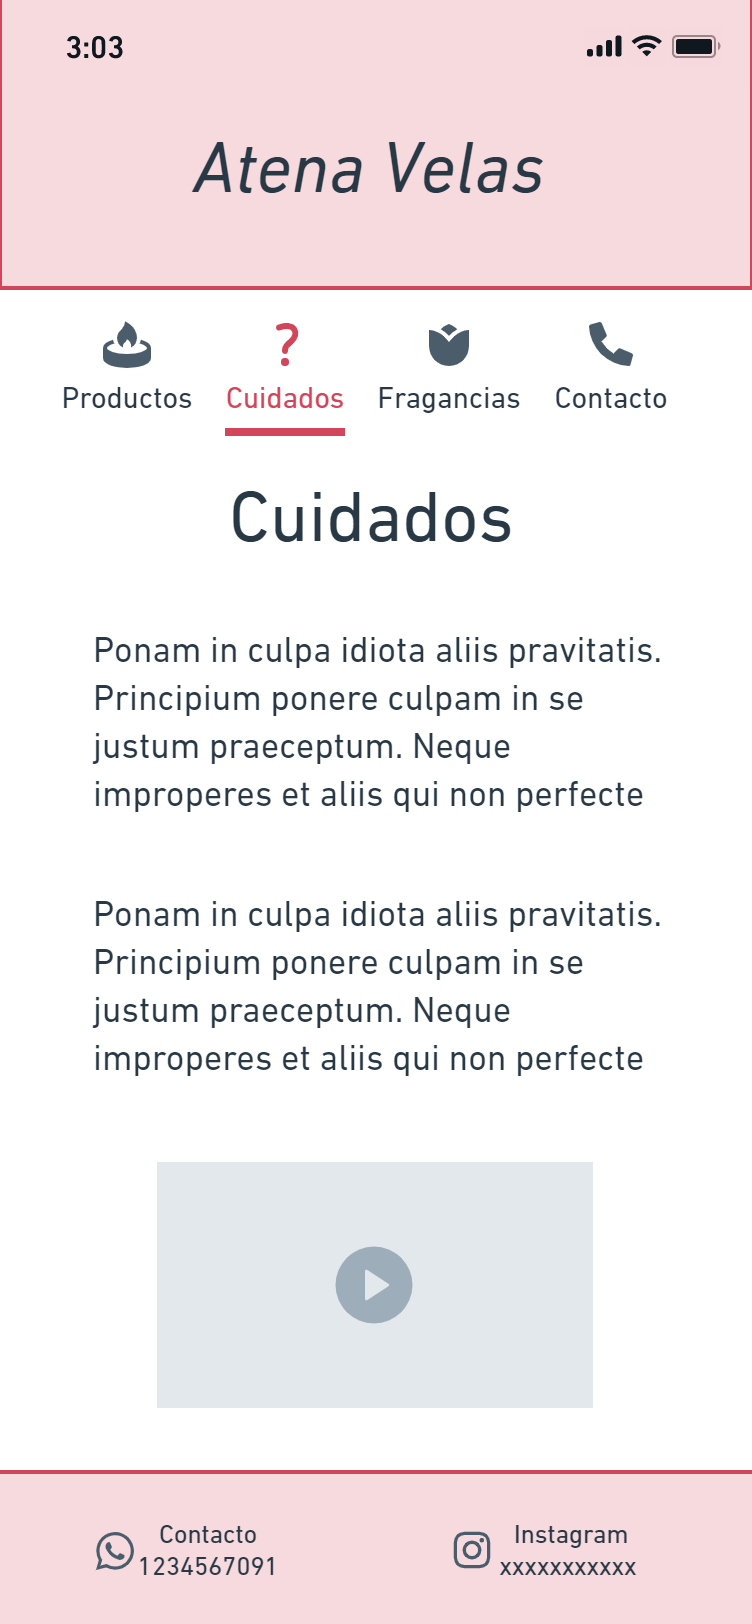 3:03
Atena Velas
Productos
Cuidados
Fragancias
Contacto
Cuidados
Ponam in culpa idiota aliis pravitatis.
Principium ponere culpam in se
justum praeceptum. Neque
improperes et aliis qui non perfecte
Ponam in culpa idiota aliis pravitatis.
Principium ponere culpam in se
justum praeceptum. Neque
improperes et aliis qui non perfecte
Contacto
1234567091
Instagram
xxxxxxxxxxx